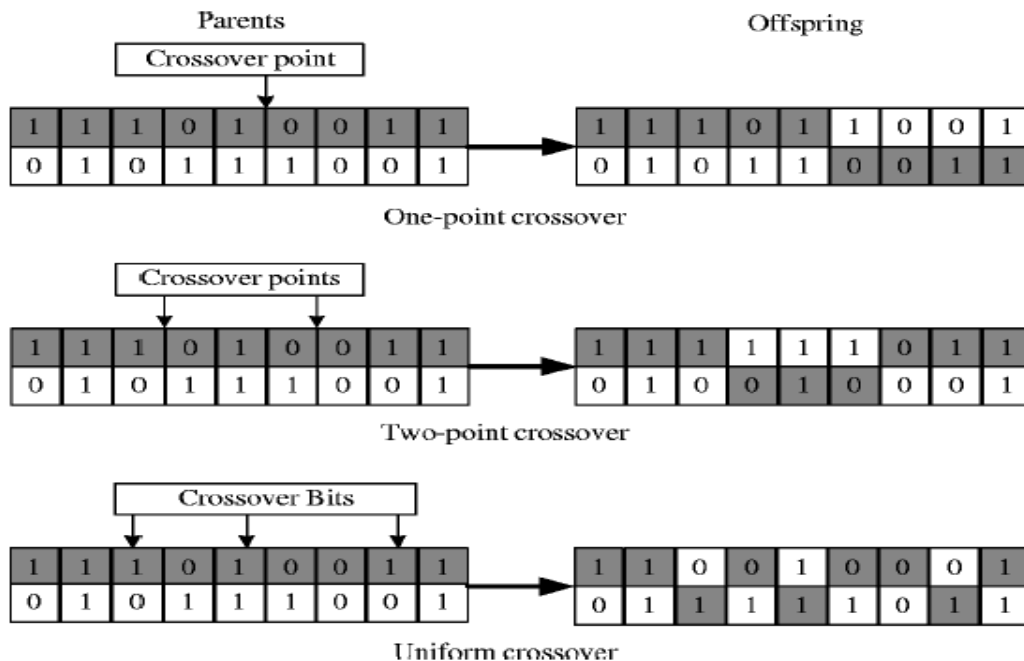 Parents
Offspring
Crossover point
1 1 1 0 1 0 0 1 1
1 1 1 0 1 1 0 0 1
0 1 0 1 1 1 0 0 1
0 1 0 1 1 0 0 1 1
One-point crossover
Crossover points
1 1 1 0 1 0 0 1 1
1 1 1 1 1 1 0 1 1
0 1 0 1 1 1 0 0 1
0 1 0 0 1 0 0 0 1
Two-point crossover
Crossover Bits
1 1 1 0 1 0 0 1 1
1 1 0 0 1 0 0 0 1
0 1 0 1 1 1 0 0 1
0 1 1 1 1 1 0 1 1
Uniform crossover